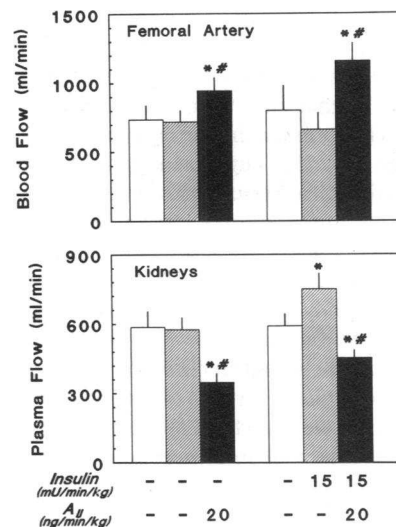 Femoral Artery
*#
*#
Blood Flow (ml/min)
1500
1000
500
0
Kidneys
*
*#
*#
Plasma Flow (ml/min)
900
600
300
0
Insulin - - - - 15 15
(mU/min/kg)
AII - - 20 - - 20
(ng/min/kg)